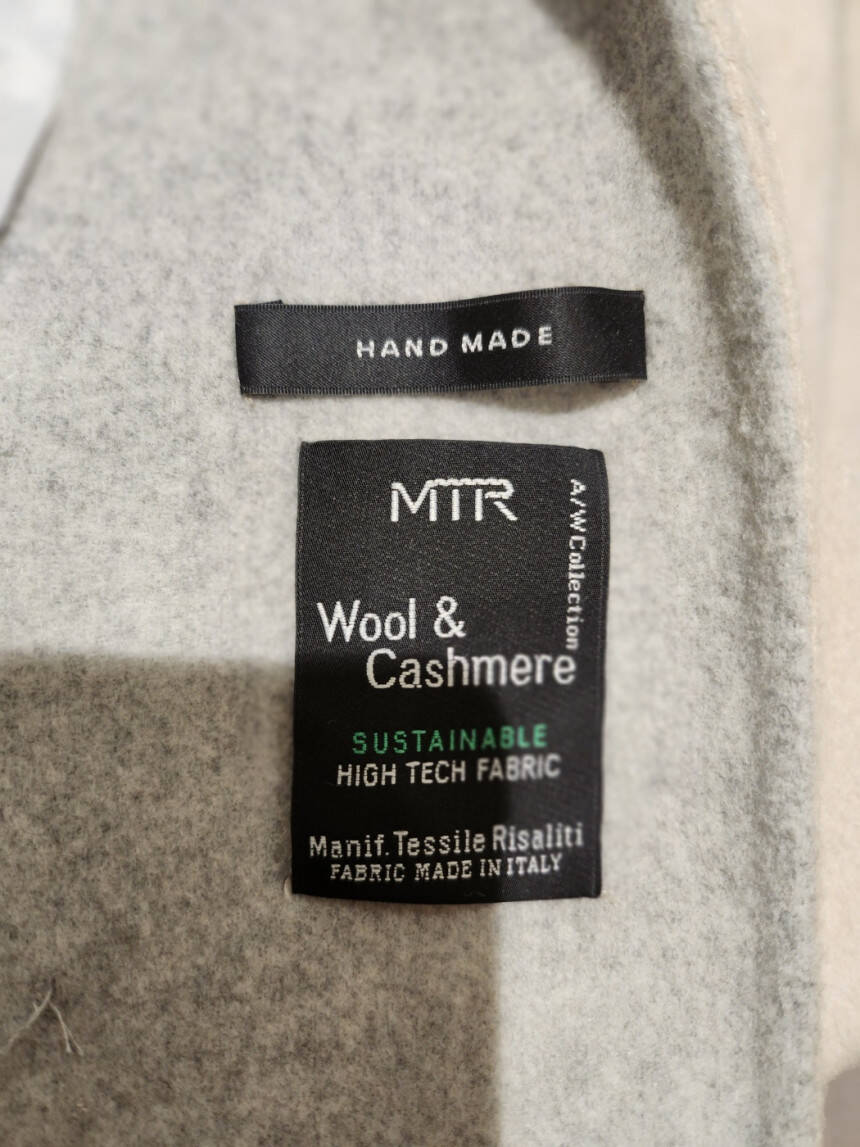 HAND MADE
MTR
A/W Collection
Wool &
Cashmere
SUSTAINABLE
HIGH TECH FABRIC
Manif. Tessile Risaliti
FABRIC MADE IN ITALY